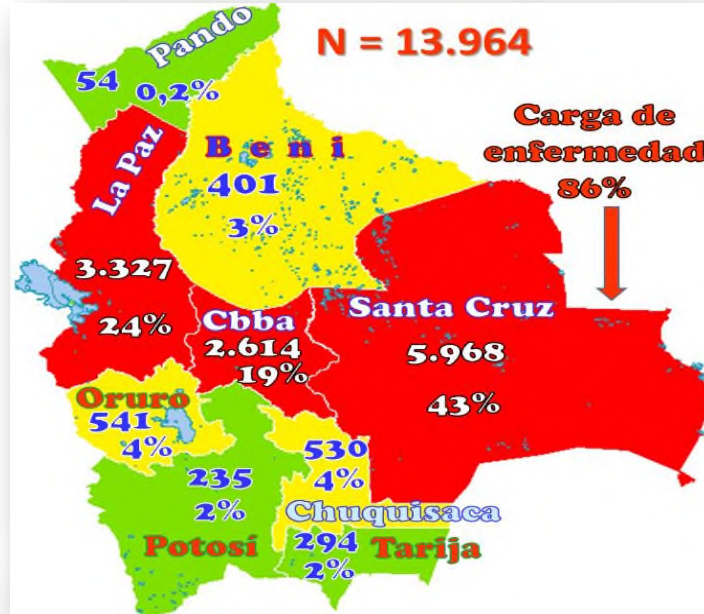 N = 13.964
Pando
54
0,2%
Carga de
enfermedad
86%
Beni
401
3%
La Paz
3.327
24%
Cbba
2.614
19%
Santa Cruz
5.968
43%
Oruro
541
4%
530
4%
Chuquisaca
235
2%
Potosí
294
2%
Tarija